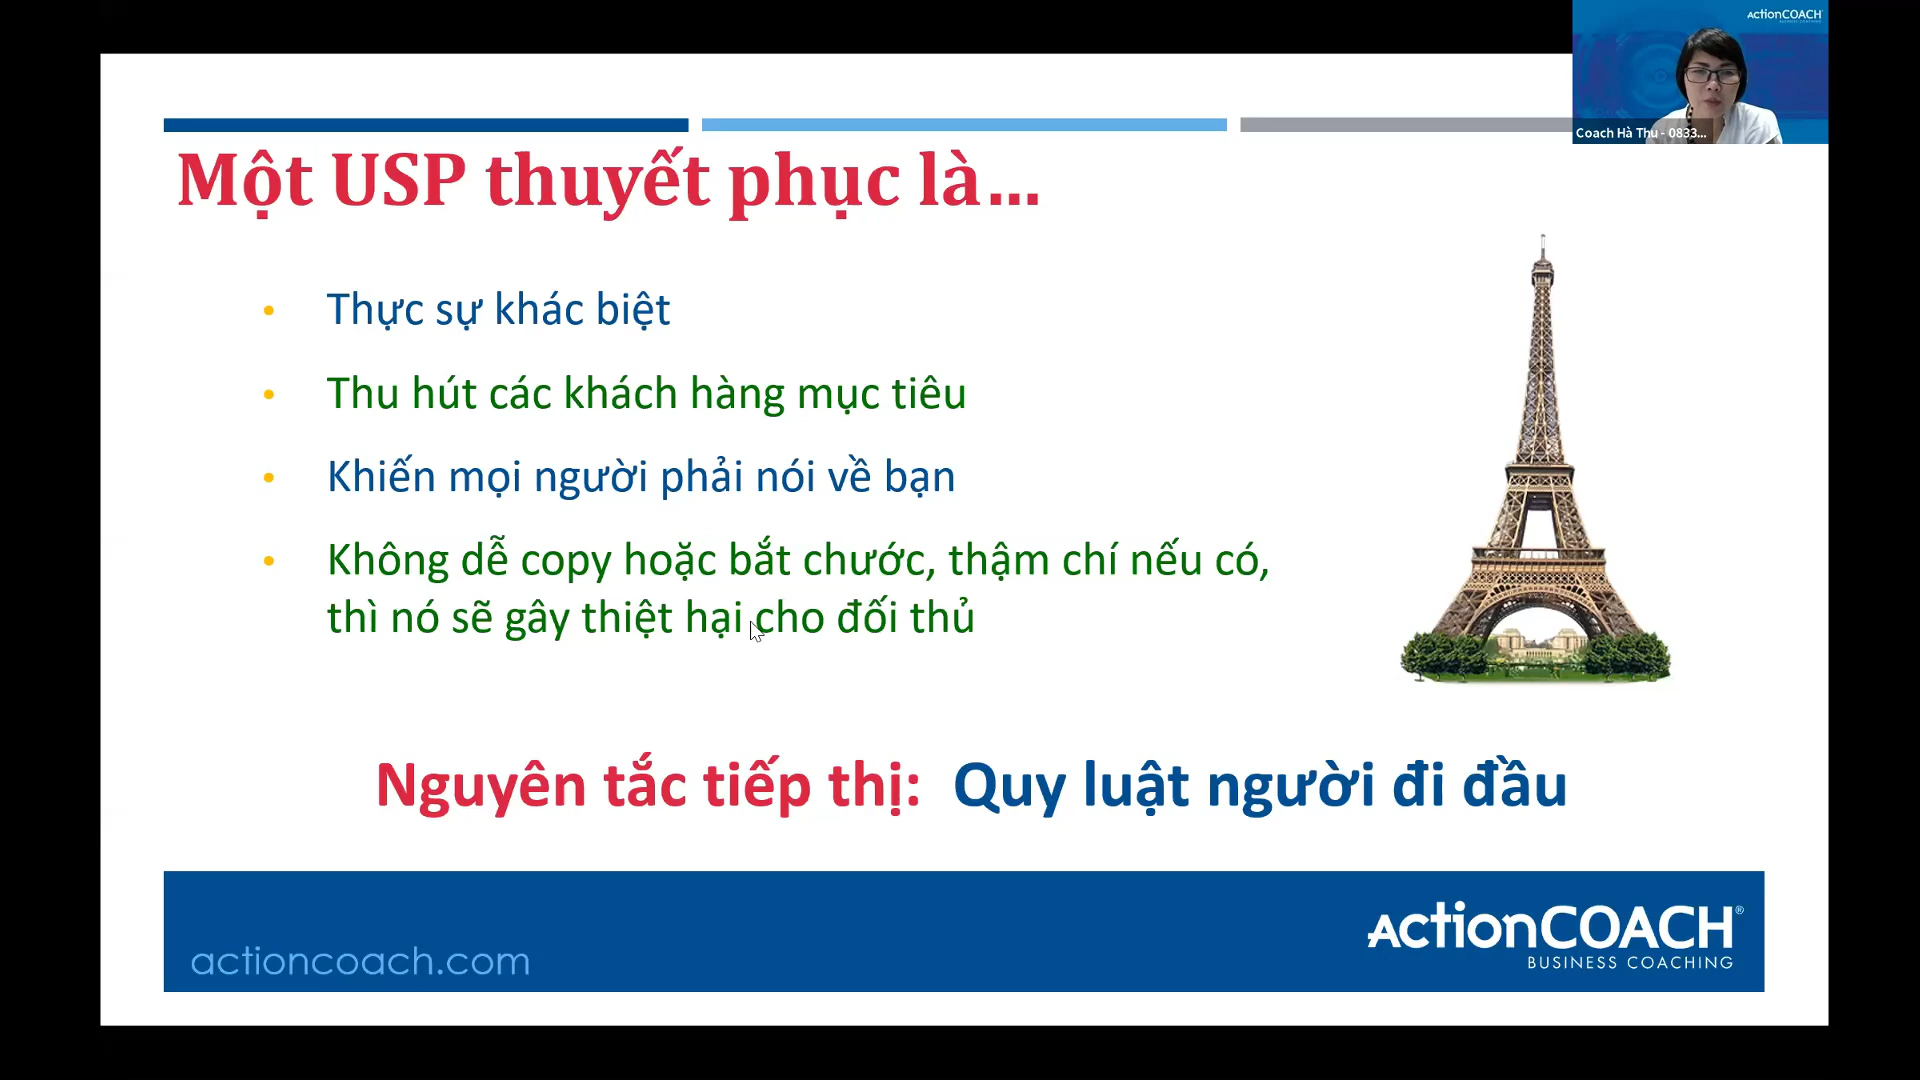 actionCOACH
Coach Hà Thu - 0833...
Một USP thuyết phục là...
• Thực sự khác biệt
• Thu hút các khách hàng mục tiêu
• Khiến mọi người phải nói về bạn
• Không dễ copy hoặc bắt chước, thậm chí nếu có,
thì nó sẽ gây thiệt hại cho đối thủ
Nguyên tắc tiếp thị: Quy luật người đi đầu
actioncoach.com
actionCOACH®
BUSINESS COACHING